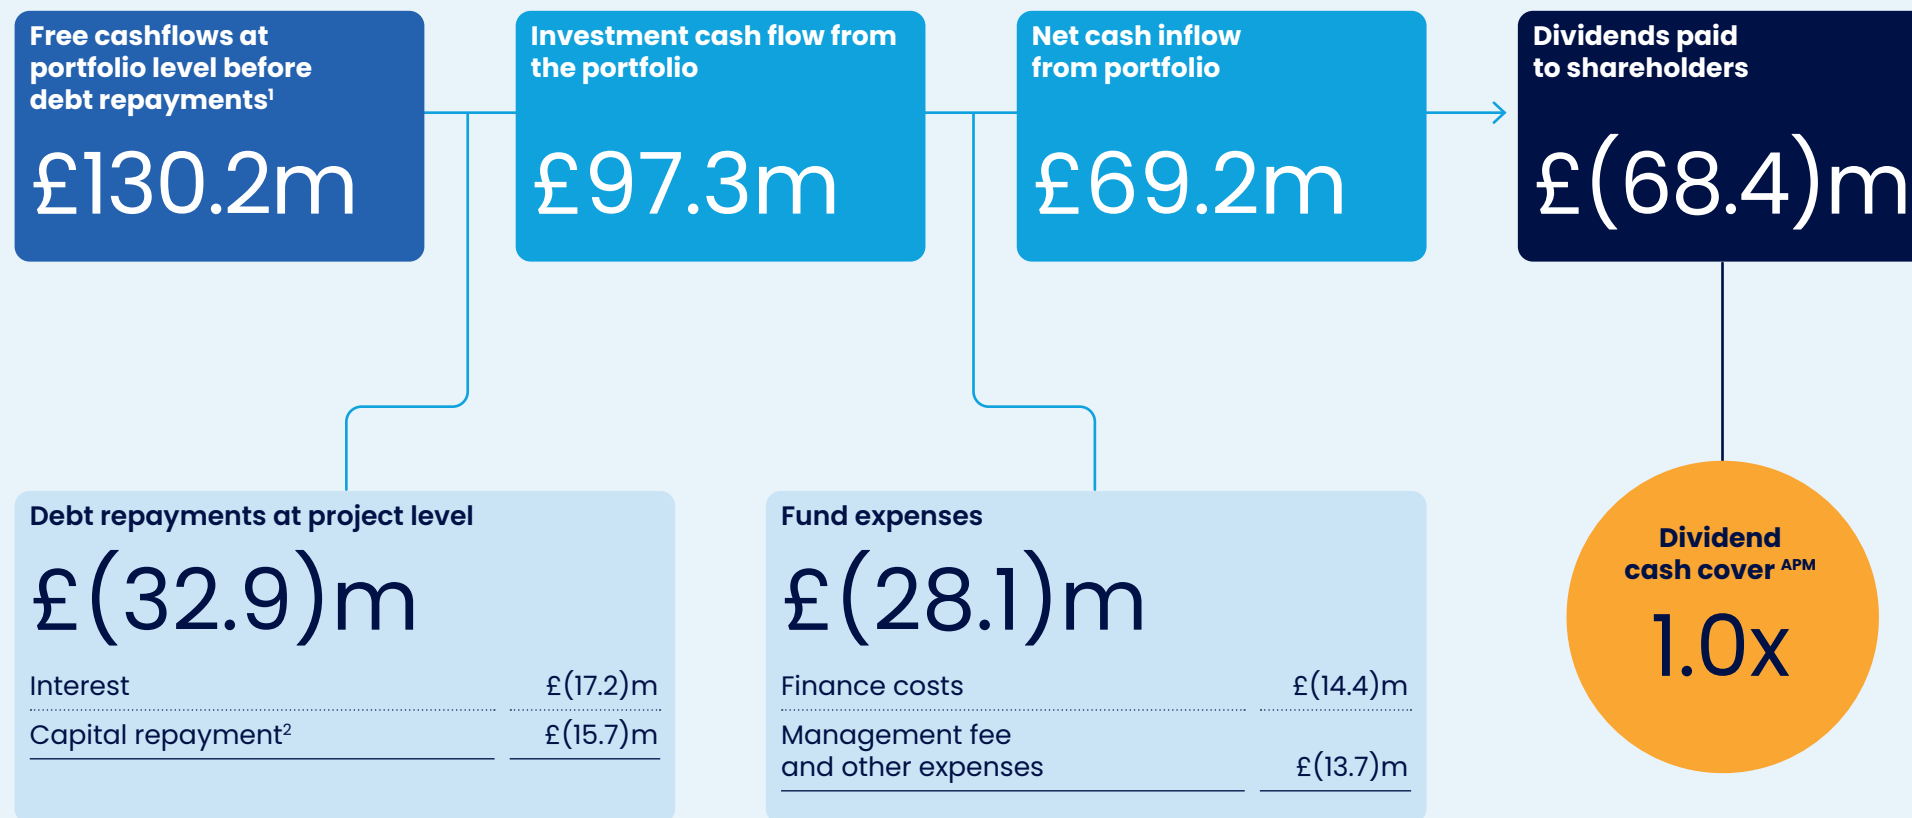 Free cashflows at
portfolio level before
debt repayments¹
£130.2m
Investment cash flow from
the portfolio
£97.3m
Net cash inflow
from portfolio
£69.2m
Dividends paid
to shareholders
£(68.4)m
Debt repayments at project level
£(32.9)m
Interest £(17.2)m
Capital repayment² £(15.7)m
Fund expenses
£(28.1)m
Finance costs £(14.4)m
Management fee
and other expenses £(13.7)m
Dividend
cash cover APM
1.0x